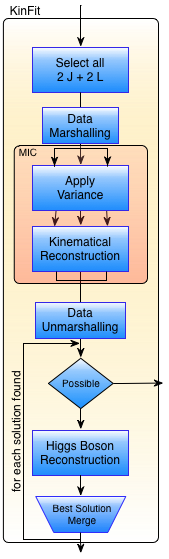 KinFit
Select all
2 J + 2 L
Data
Marshalling
MIC
Apply
Variance
Kinematical
Reconstruction
Data
Unmarshalling
Possible
for each solution found
Higgs Boson
Reconstruction
Best Solution
Merge